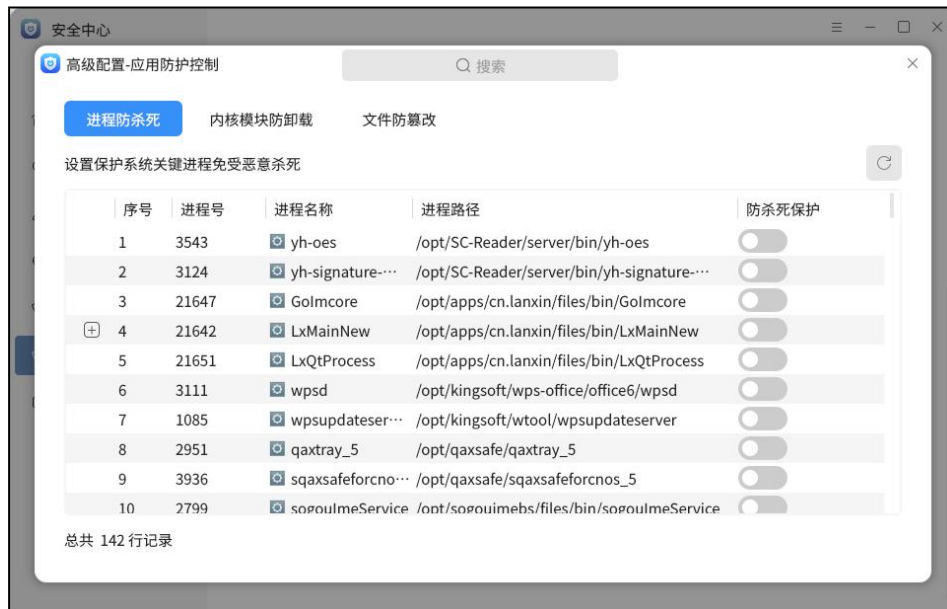 安全中心
高级配置-应用防护控制
搜索
进程防杀死 内核模块防卸载 文件防篡改
设置保护系统关键进程免受恶意杀死
序号 进程号 进程名称 进程路径 防杀死保护
1 3543 yh-oes /opt/SC-Reader/server/bin/yh-oes
2 3124 yh-signature-··· /opt/SC-Reader/server/bin/yh-signature-···
3 21647 GoImcore /opt/apps/cn.lanxin/files/bin/GoImcore
4 21642 LxMainNew /opt/apps/cn.lanxin/files/bin/LxMainNew
5 21651 LxQtProcess /opt/apps/cn.lanxin/files/bin/LxQtProcess
6 3111 wpsd /opt/kingsoft/wps-office/office6/wpsd
7 1085 wpsupdateser··· /opt/kingsoft/wtool/wpsupdateserver
8 2951 qaxtray_5 /opt/qaxsafe/qaxtray_5
9 3936 sqaxsafeforcno··· /opt/qaxsafe/sqaxsafeforcnos_5
10 2799 sogouImeService /opt/sogouimebs/files/bin/sogouImeService
总共 142 行记录